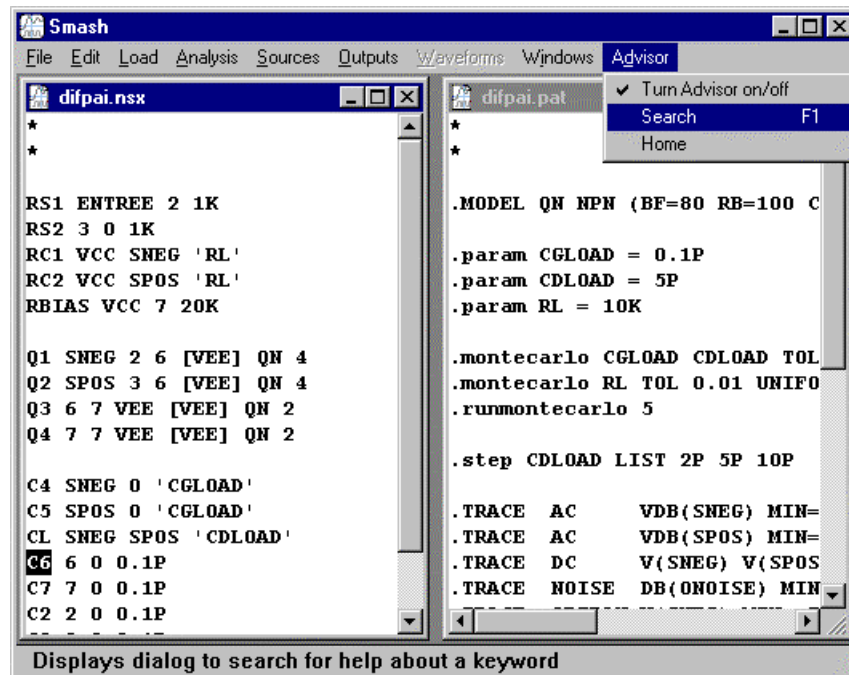 Smash
File Edit Load Analysis Sources Outputs Waveforms Windows Advisor
✓ Turn Advisor on/off
Search F1
Home
difpai.nsx
*
*
RS1 ENTREE 2 1K
RS2 3 0 1K
RC1 VCC SNEG 'RL'
RC2 VCC SPOS 'RL'
RBIAS VCC 7 20K
Q1 SNEG 2 6 [VEE] QN 4
Q2 SPOS 3 6 [VEE] QN 4
Q3 6 7 VEE [VEE] QN 2
Q4 7 7 VEE [VEE] QN 2
C4 SNEG 0 'CGLOAD'
C5 SPOS 0 'CGLOAD'
CL SNEG SPOS 'CDLOAD'
C6 6 0 0.1P
C7 7 0 0.1P
C2 2 0 0.1P
difpai.pat
*
*
.MODEL QN NPN (BF=80 RB=100 C
.param CGLOAD = 0.1P
.param CDLOAD = 5P
.param RL = 10K
.montecarlo CGLOAD CDLOAD TOL
.montecarlo RL TOL 0.01 UNIFO
.runmontecarlo 5
.step CDLOAD LIST 2P 5P 10P
.TRACE AC VDB(SNEG) MIN=
.TRACE AC VDB(SPOS) MIN=
.TRACE DC V(SNEG) V(SPOS
.TRACE NOISE DB(ONOISE) MIN
Displays dialog to search for help about a keyword